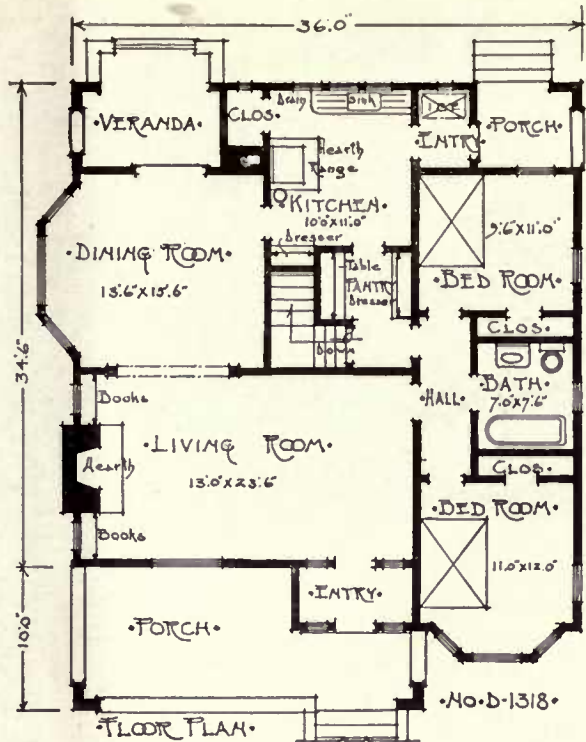 36'.0"
·VERANDA·
CLOS.
Drain
Sink
ICE
·ENTRY·
·PORCH·
Hearth
Range
·KITCHEN·
10'.0"X11'.0"
Dresser
·DINING ROOM·
13'.6"X15'.6"
9'.6"X11'.0"
·BED ROOM·
Table
PANTRY
Dresser
Down
CLOS.
34'.6"
Books
·HALL·
·BATH·
7'.0"X7'.6"
·LIVING ROOM·
13'.0"X23'.6"
Hearth
Books
CLOS.
·BED ROOM·
11'.0"X12'.0"
·ENTRY·
10'.0"
·PORCH·
·FLOOR PLAN·
·NO·D-1318·